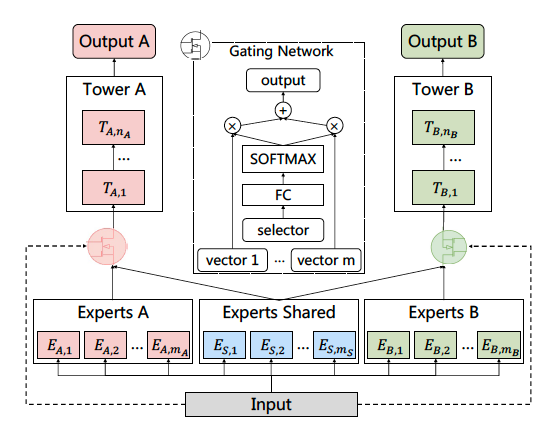 Output A
Output B
Gating Network
output
+
× ×
SOFTMAX
FC
selector
vector 1 ... vector m
Tower A
T_{A,n_A}
...
T_{A,1}
Tower B
T_{B,n_B}
...
T_{B,1}
Experts A
E_{A,1} E_{A,2} ... E_{A,m_A}
Experts Shared
E_{S,1} E_{S,2} ... E_{S,m_S}
Experts B
E_{B,1} E_{B,2} ... E_{B,m_B}
Input